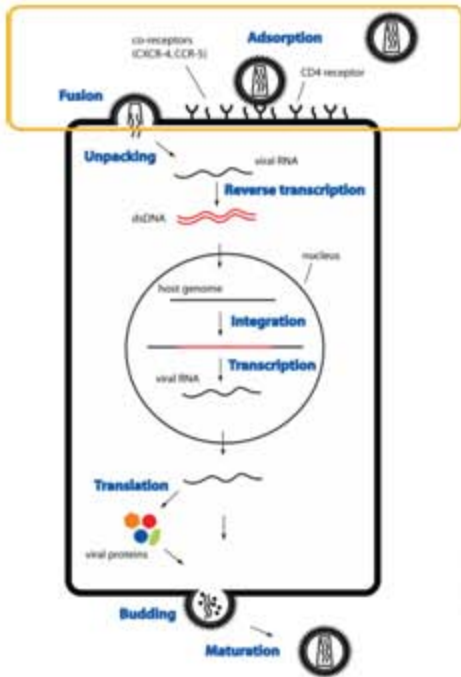 Adsorption
co-receptors
(CXCR-4, CCR-5)
CD4 receptor
Fusion
Unpacking
viral RNA
Reverse transcription
dsDNA
nucleus
host genome
Integration
Transcription
viral RNA
Translation
viral proteins
Budding
Maturation